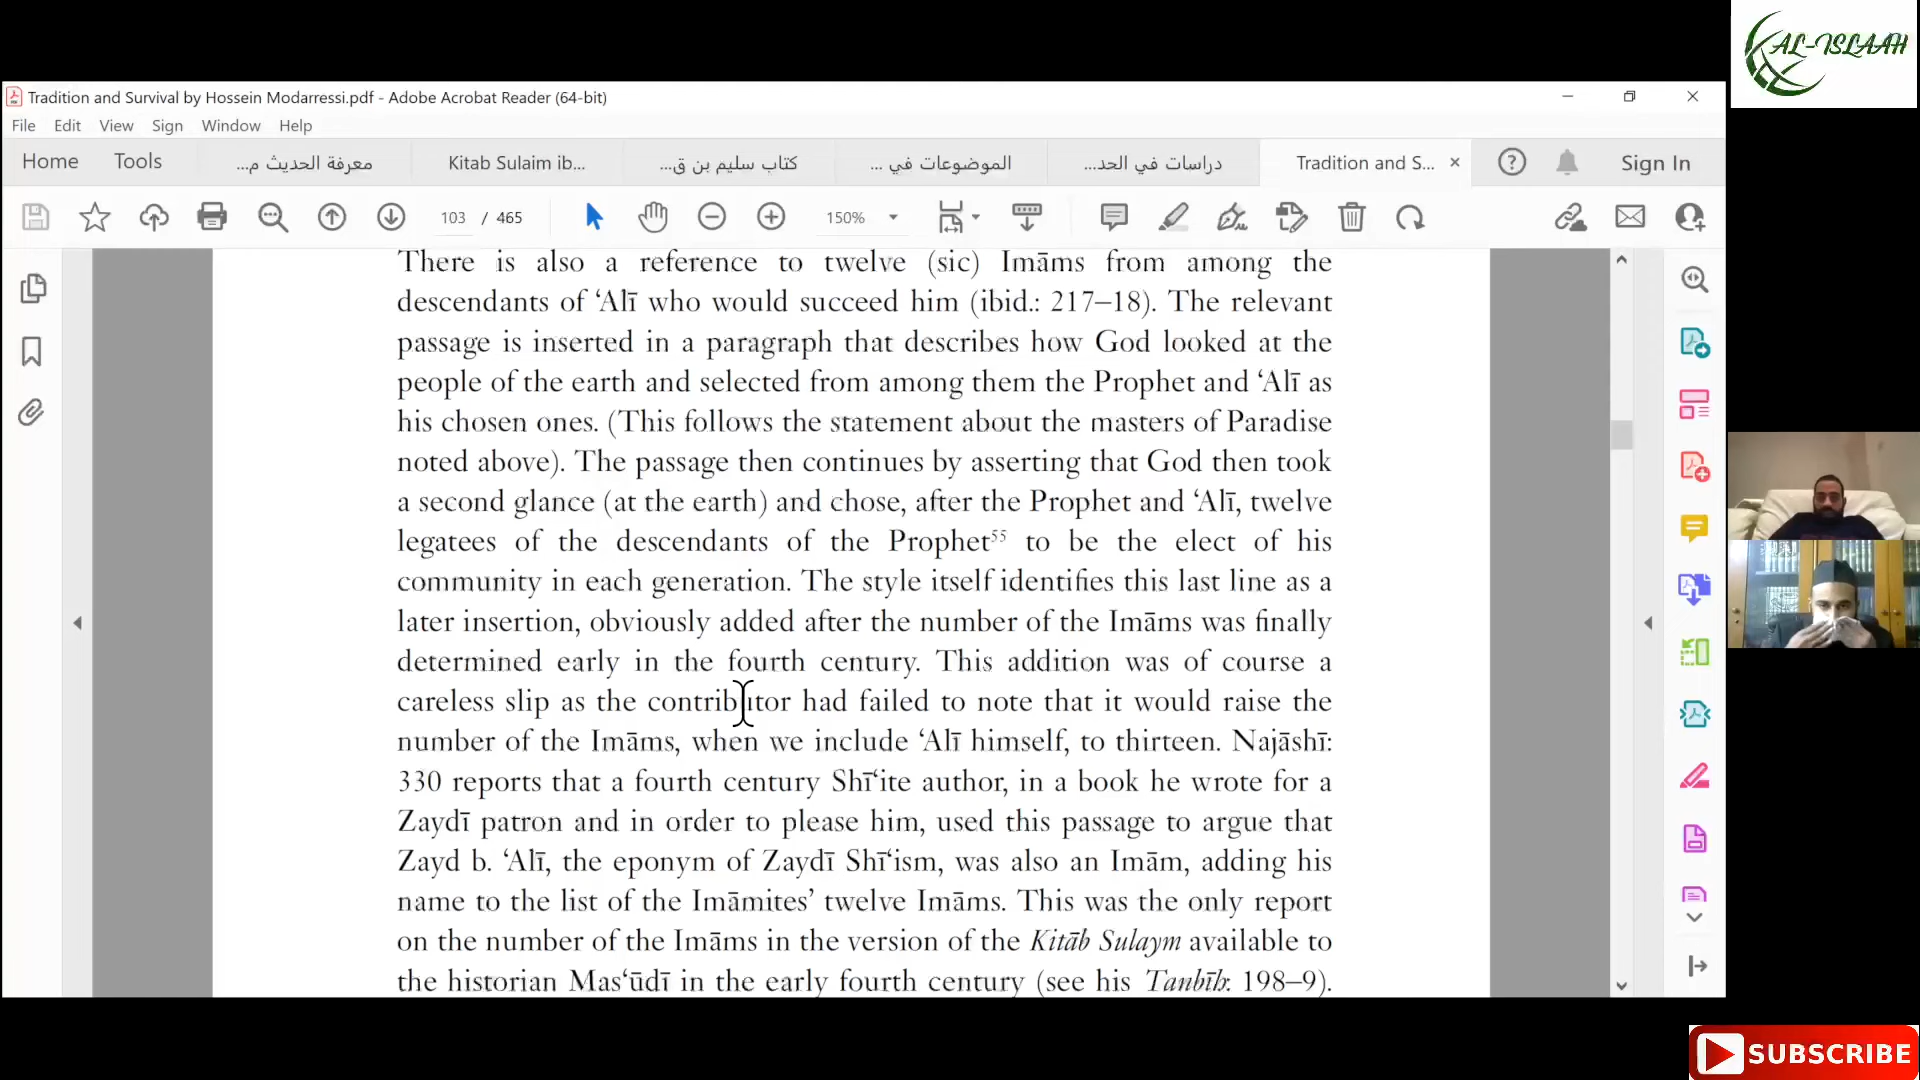 AL-ISLAAH
Tradition and Survival by Hossein Modarressi.pdf - Adobe Acrobat Reader (64-bit)
File Edit View Sign Window Help
Home Tools معرفة الحديث م... Kitab Sulaim ib... كتاب سليم بن ق... الموضوعات في ... دراسات في الحد... Tradition and S... Sign In
103 / 465 150%
There is also a reference to twelve (sic) Imāms from among the
descendants of ‘Alī who would succeed him (ibid.: 217–18). The relevant
passage is inserted in a paragraph that describes how God looked at the
people of the earth and selected from among them the Prophet and ‘Alī as
his chosen ones. (This follows the statement about the masters of Paradise
noted above). The passage then continues by asserting that God then took
a second glance (at the earth) and chose, after the Prophet and ‘Alī, twelve
legatees of the descendants of the Prophet55 to be the elect of his
community in each generation. The style itself identifies this last line as a
later insertion, obviously added after the number of the Imāms was finally
determined early in the fourth century. This addition was of course a
careless slip as the contributor had failed to note that it would raise the
number of the Imāms, when we include ‘Alī himself, to thirteen. Najāshī:
330 reports that a fourth century Shī‘ite author, in a book he wrote for a
Zaydī patron and in order to please him, used this passage to argue that
Zayd b. ‘Alī, the eponym of Zaydī Shī‘ism, was also an Imām, adding his
name to the list of the Imāmites’ twelve Imāms. This was the only report
on the number of the Imāms in the version of the Kitāb Sulaym available to
the historian Mas‘ūdī in the early fourth century (see his Tanbīh: 198–9).
SUBSCRIBE